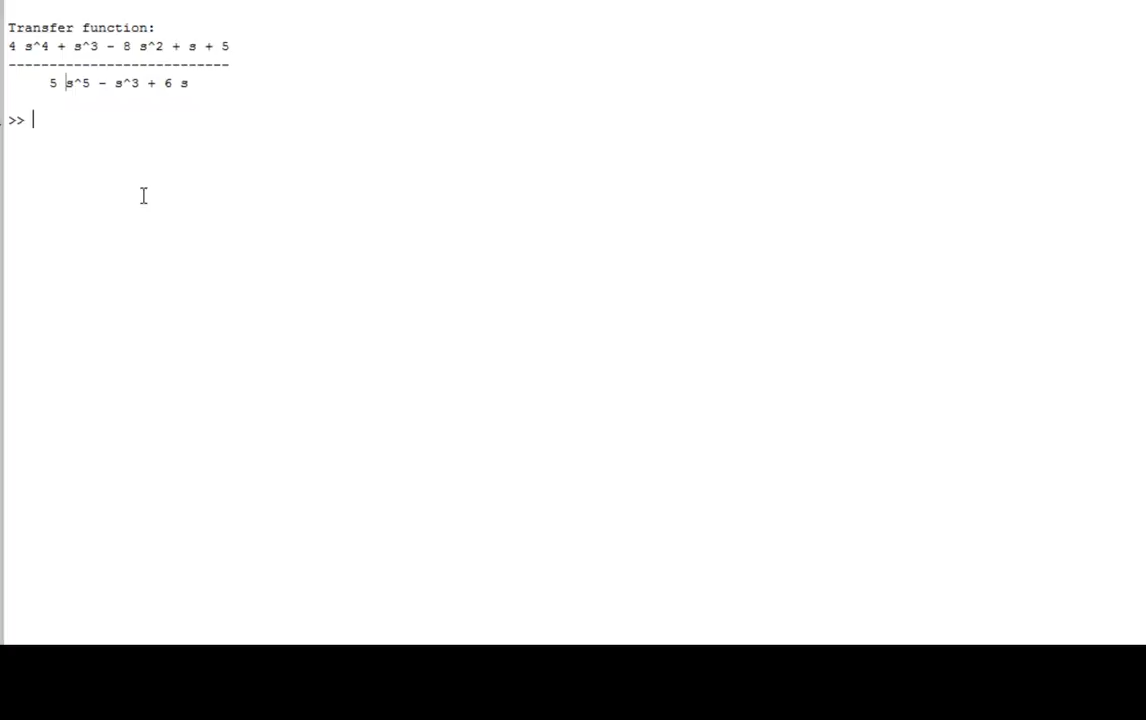 Transfer function:
4 s^4 + s^3 - 8 s^2 + s + 5
---------------------------
5 s^5 - s^3 + 6 s
>>